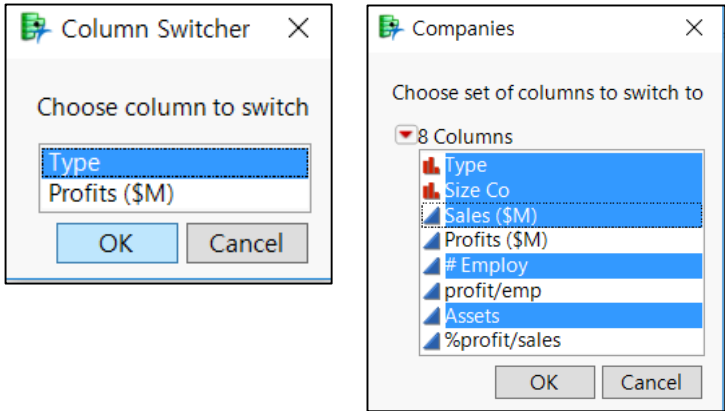 Column Switcher
Choose column to switch
Type
Profits ($M)
OK Cancel
Companies
Choose set of columns to switch to
8 Columns
Type
Size Co
Sales ($M)
Profits ($M)
# Employ
profit/emp
Assets
%profit/sales
OK Cancel